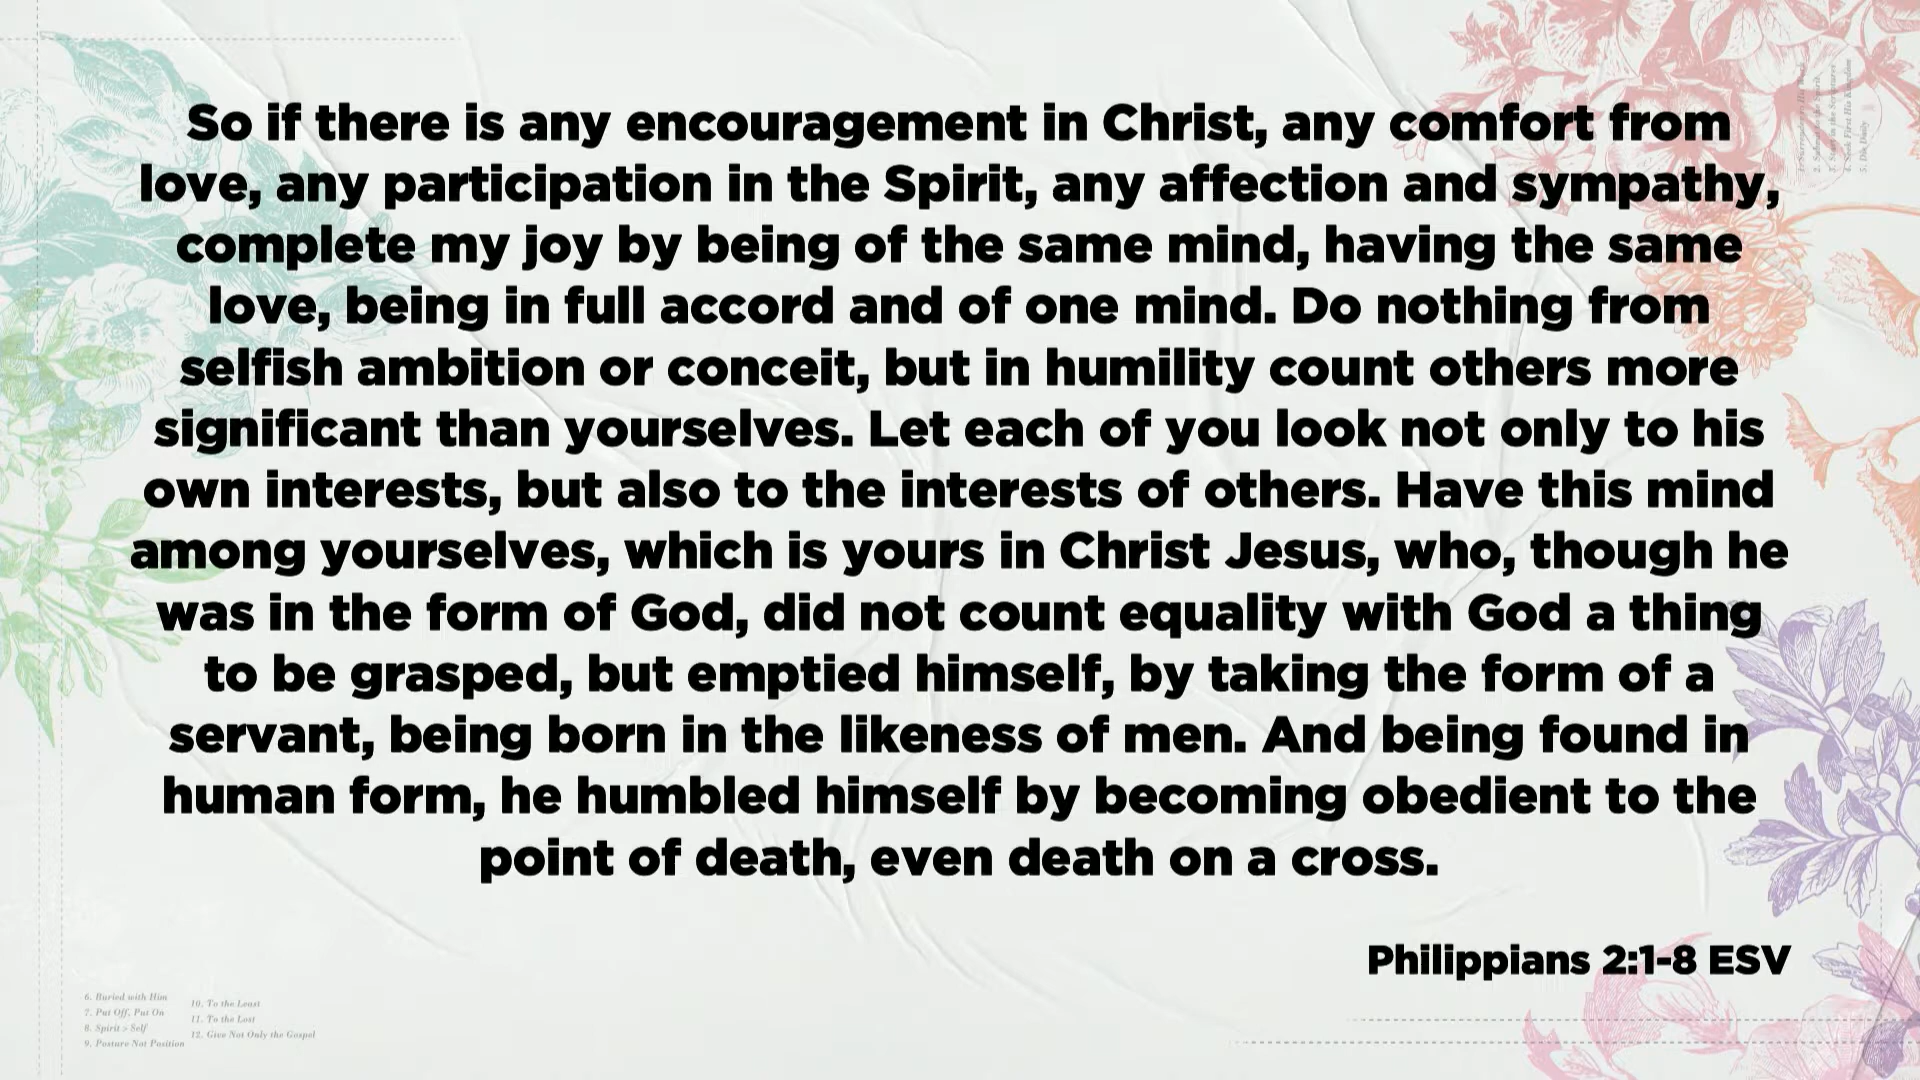 So if there is any encouragement in Christ, any comfort from
love, any participation in the Spirit, any affection and sympathy,
complete my joy by being of the same mind, having the same
love, being in full accord and of one mind. Do nothing from
selfish ambition or conceit, but in humility count others more
significant than yourselves. Let each of you look not only to his
own interests, but also to the interests of others. Have this mind
among yourselves, which is yours in Christ Jesus, who, though he
was in the form of God, did not count equality with God a thing
to be grasped, but emptied himself, by taking the form of a
servant, being born in the likeness of men. And being found in
human form, he humbled himself by becoming obedient to the
point of death, even death on a cross.
Philippians 2:1-8 ESV
6. Buried with Him
7. Put Off, Put On
8. Spirit > Self
9. Posture Not Position
10. To the Least
11. To the Lost
12. Give Not Only the Gospel
5. Die Daily